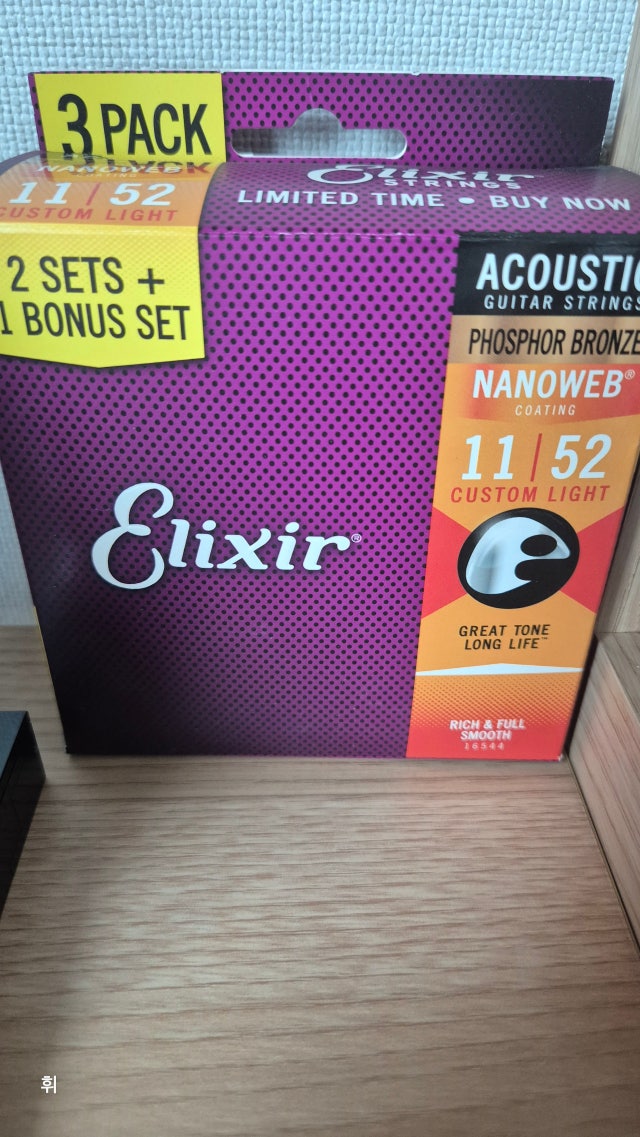 3 PACK
NANOWEB
COATING
11 | 52
CUSTOM LIGHT
2 SETS +
1 BONUS SET
Elixir
STRINGS
LIMITED TIME • BUY NOW
ACOUSTIC
GUITAR STRINGS
PHOSPHOR BRONZE
NANOWEB®
COATING
11 | 52
CUSTOM LIGHT
GREAT TONE
LONG LIFE™
RICH & FULL
SMOOTH
16544
Elixir®
휘